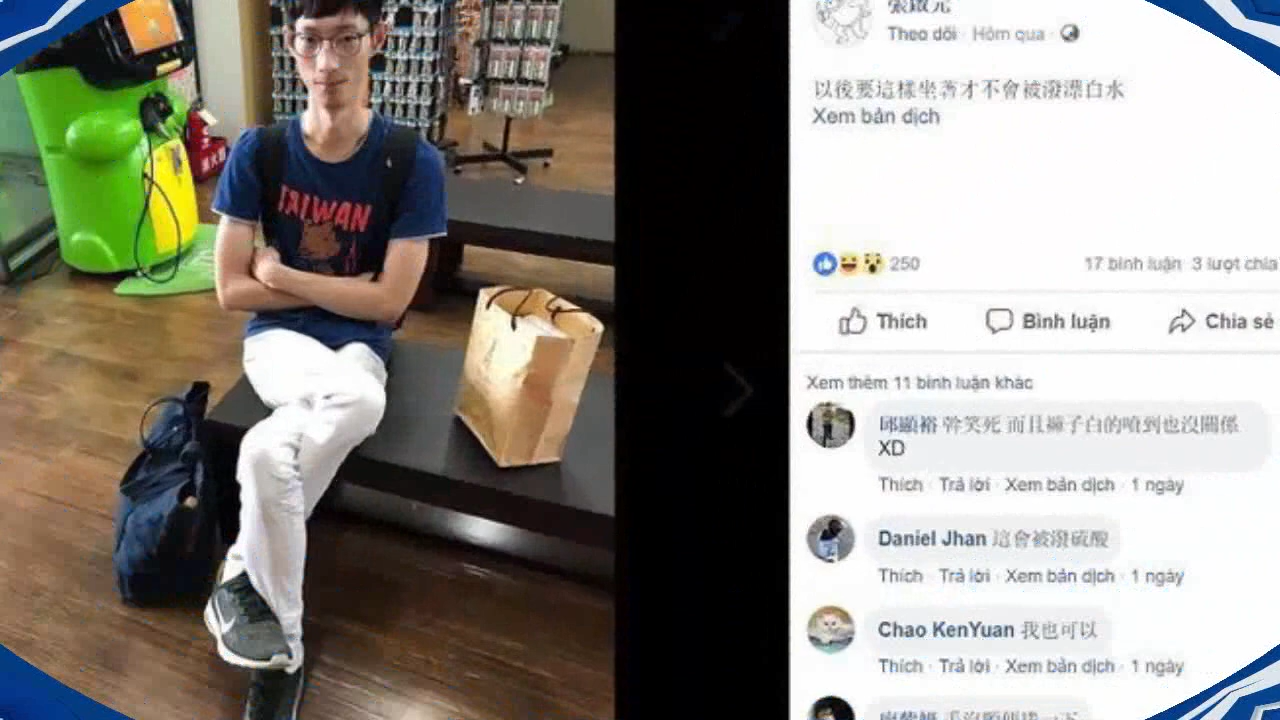 TAIWAN
張啟元
Theo dõi · Hôm qua ·
以後要這樣坐著才不會被潑漂白水
Xem bản dịch
250
17 bình luận 3 lượt chia
Thích Bình luận Chia sẻ
Xem thêm 11 bình luận khác
邱顯裕 幹笑死 而且褲子白的噴到也沒關係
XD
Thích · Trả lời · Xem bản dịch · 1 ngày
Daniel Jhan 這會被潑硫酸
Thích · Trả lời · Xem bản dịch · 1 ngày
Chao KenYuan 我也可以
Thích · Trả lời · Xem bản dịch · 1 ngày